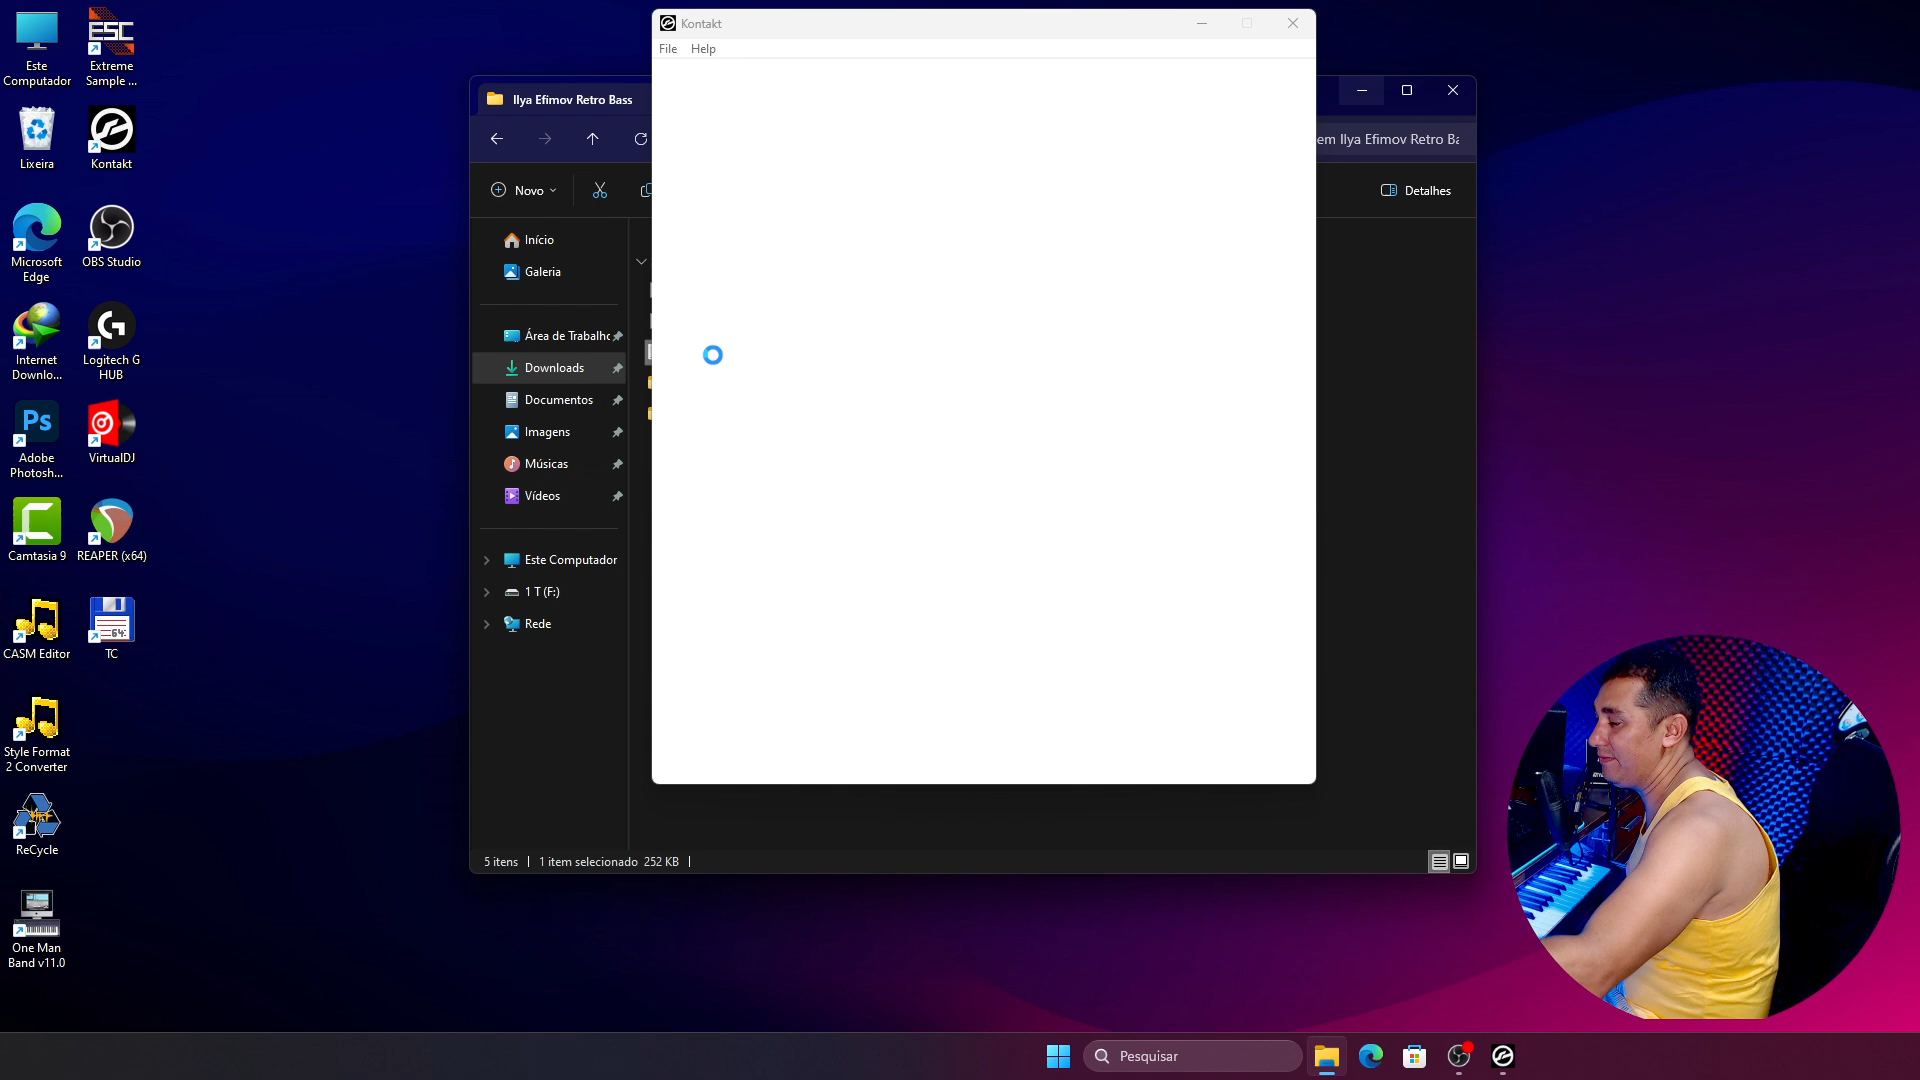 Este
Computador
Extreme
Sample ...
Lixeira
Kontakt
Microsoft
Edge
OBS Studio
Internet
Downlo...
Logitech G
HUB
Adobe
Photosh...
VirtualDJ
Camtasia 9
REAPER (x64)
CASM Editor
TC
Style Format
2 Converter
ReCycle
One Man
Band v11.0
ESC
Ps
64
Kontakt
File
Help
Ilya Efimov Retro Bass
em Ilya Efimov Retro Ba
Novo
Detalhes
Início
Galeria
Área de Trabalho
Downloads
Documentos
Imagens
Músicas
Vídeos
Este Computador
1 T (F:)
Rede
5 itens
1 item selecionado 252 KB
Pesquisar